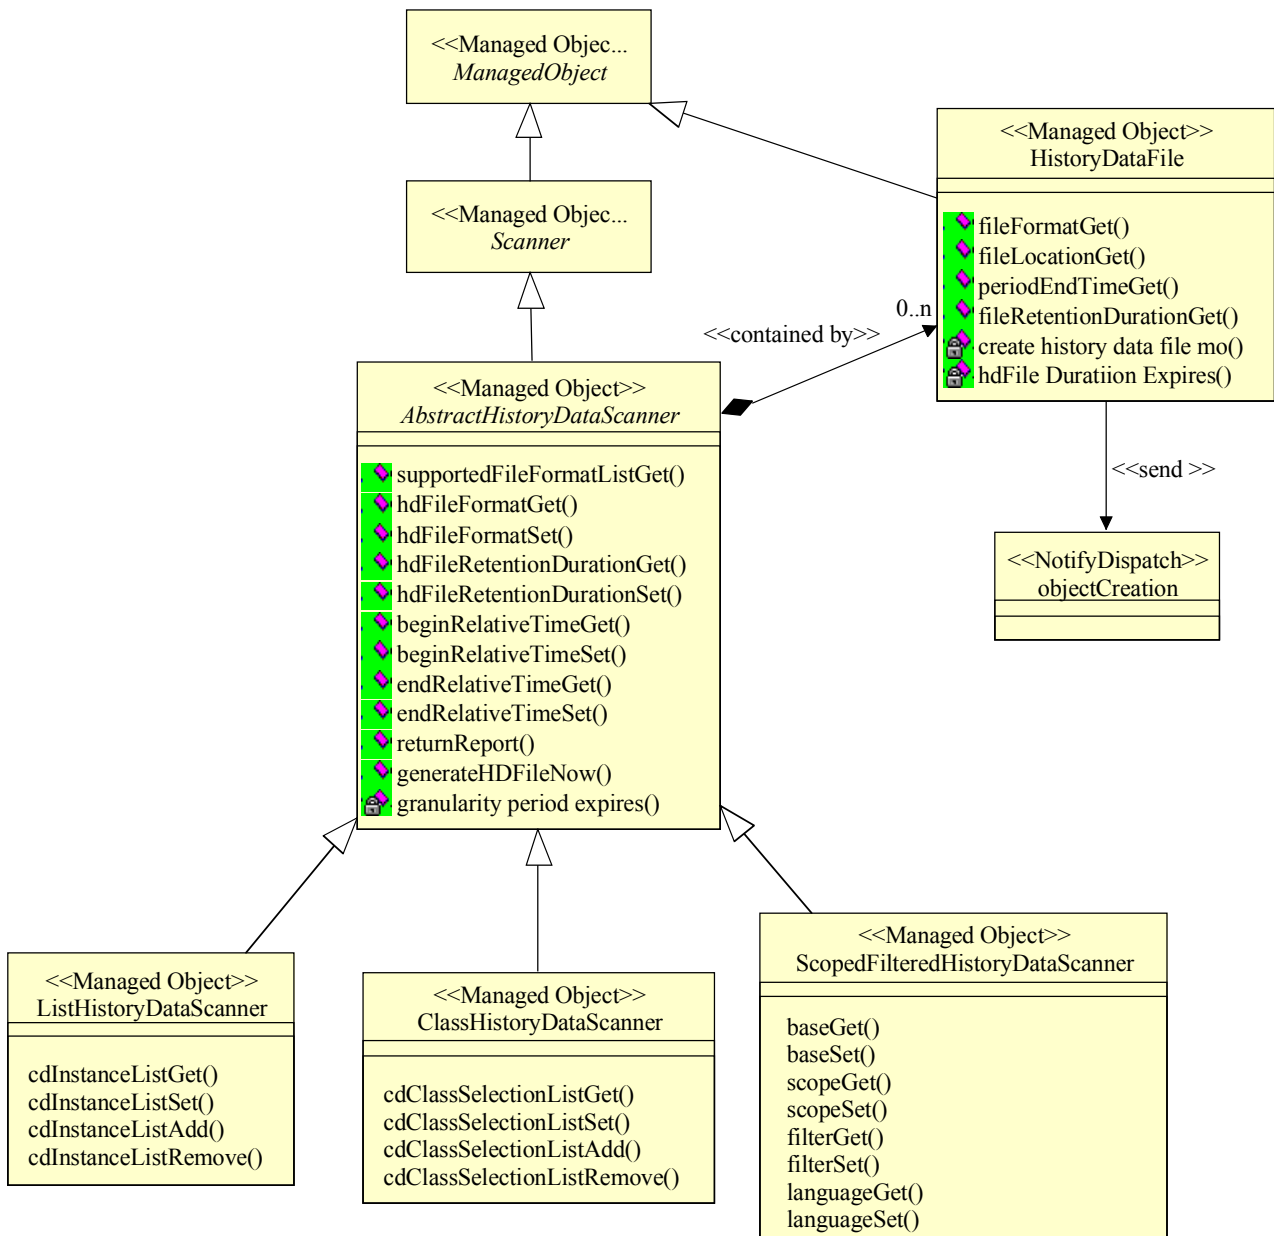 <<Managed Objec...
ManagedObject
<<Managed Object>>
HistoryDataFile
fileFormatGet()
fileLocationGet()
periodEndTimeGet()
fileRetentionDurationGet()
create history data file mo()
hdFile Duratiion Expires()
<<Managed Objec...
Scanner
0..n
<<contained by>>
<<Managed Object>>
AbstractHistoryDataScanner
supportedFileFormatListGet()
hdFileFormatGet()
hdFileFormatSet()
hdFileRetentionDurationGet()
hdFileRetentionDurationSet()
beginRelativeTimeGet()
beginRelativeTimeSet()
endRelativeTimeGet()
endRelativeTimeSet()
returnReport()
generateHDFileNow()
granularity period expires()
<<send >>
<<NotifyDispatch>>
objectCreation
<<Managed Object>>
ListHistoryDataScanner
cdInstanceListGet()
cdInstanceListSet()
cdInstanceListAdd()
cdInstanceListRemove()
<<Managed Object>>
ClassHistoryDataScanner
cdClassSelectionListGet()
cdClassSelectionListSet()
cdClassSelectionListAdd()
cdClassSelectionListRemove()
<<Managed Object>>
ScopedFilteredHistoryDataScanner
baseGet()
baseSet()
scopeGet()
scopeSet()
filterGet()
filterSet()
languageGet()
languageSet()